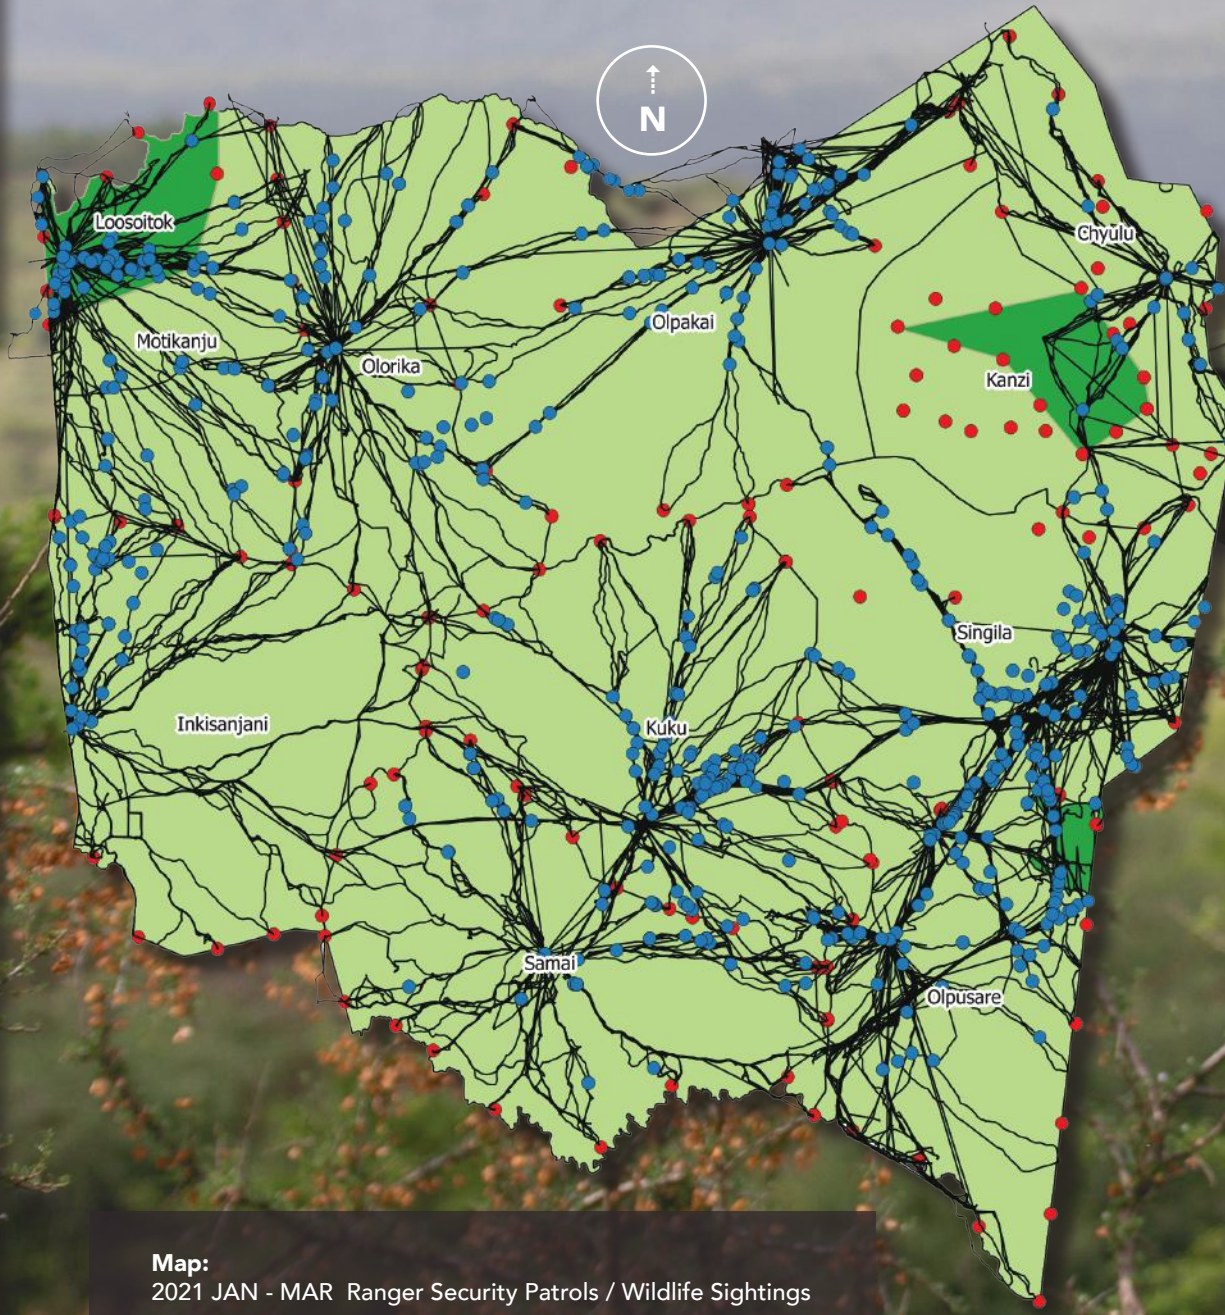 N
Loosoitok
Chyulu
Motikanju
Olpakai
Olorika
Kanzi
Singila
Inkisanjani
Kuku
Samai
Olpusare
Map:
2021 JAN - MAR Ranger Security Patrols / Wildlife Sightings